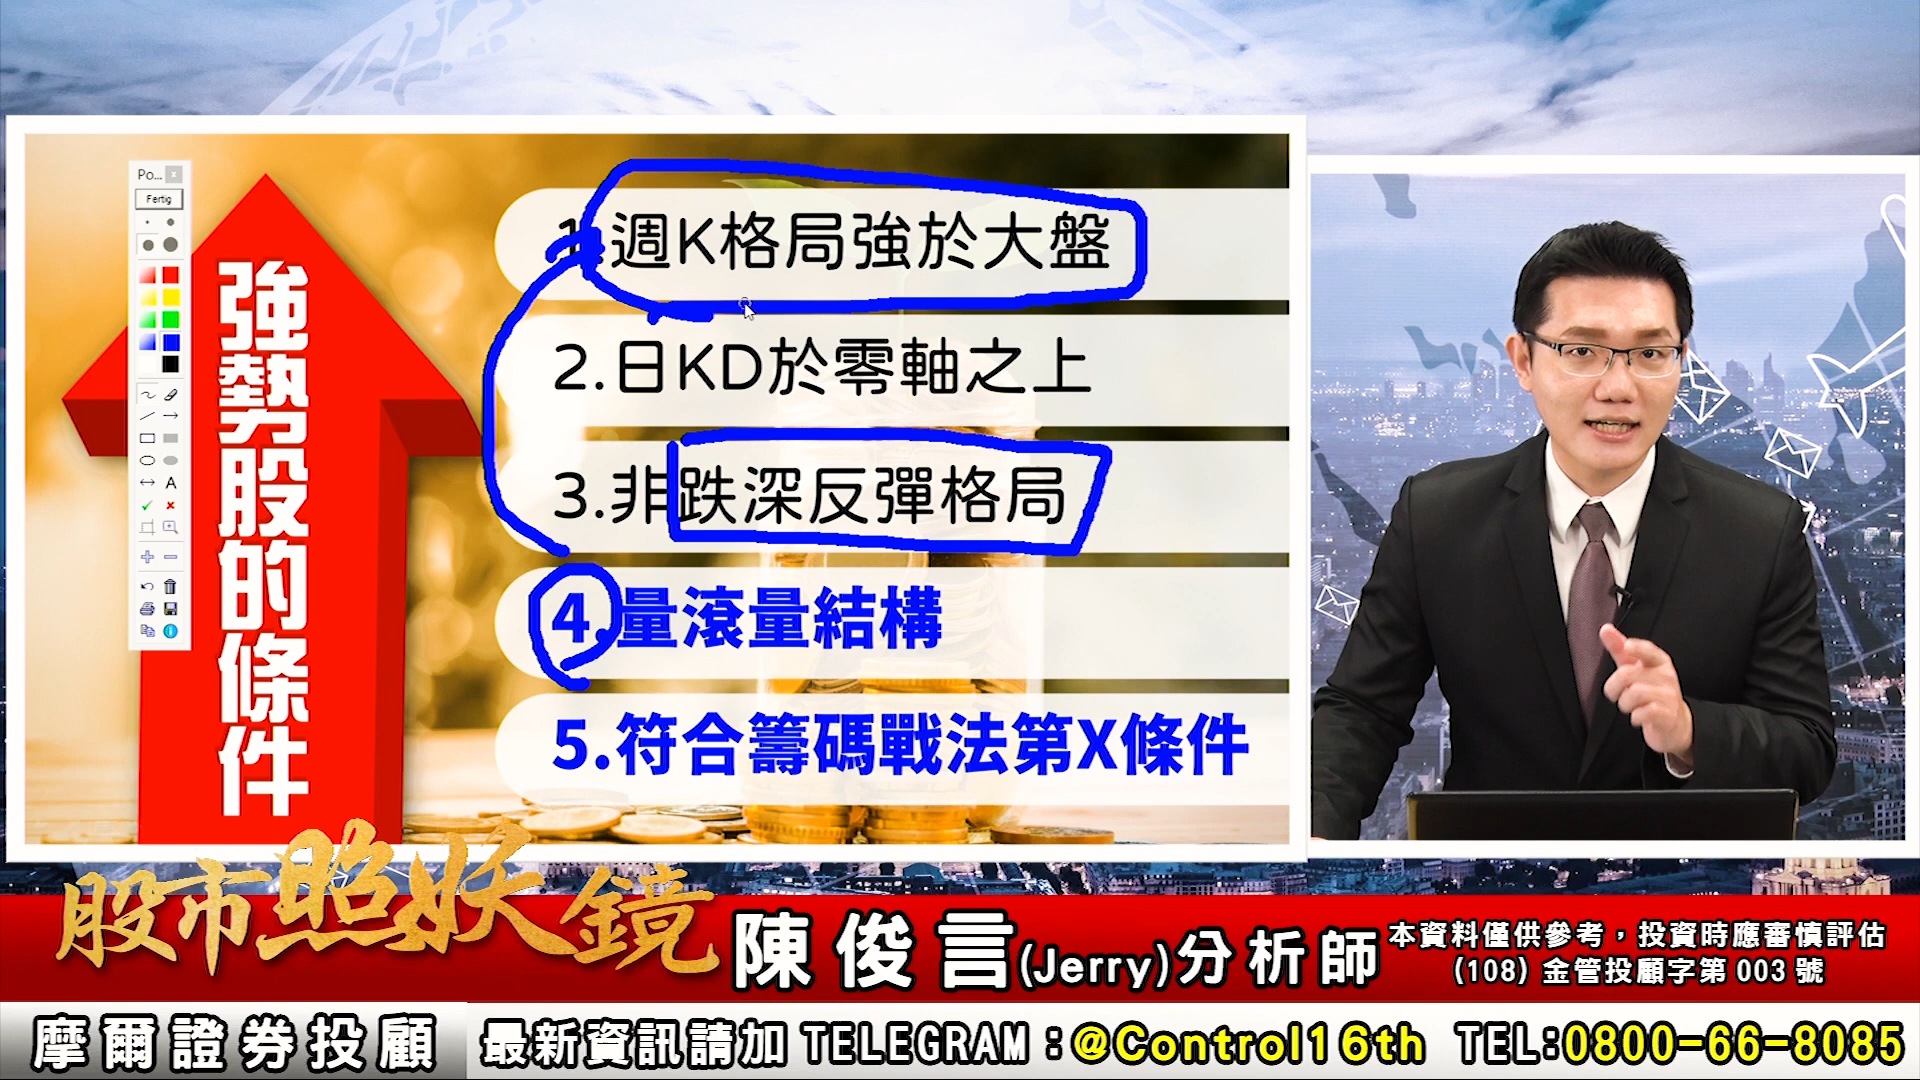 Po... x
Fertig
A
強勢股的條件
1.週K格局強於大盤
2.日KD於零軸之上
3.非跌深反彈格局
4.量滾量結構
5.符合籌碼戰法第X條件
股市照妖鏡
陳俊言(Jerry)分析師
本資料僅供參考，投資時應審慎評估
(108) 金管投顧字第 003 號
摩爾證券投顧
最新資訊請加 TELEGRAM：@Control16th TEL:0800-66-8085